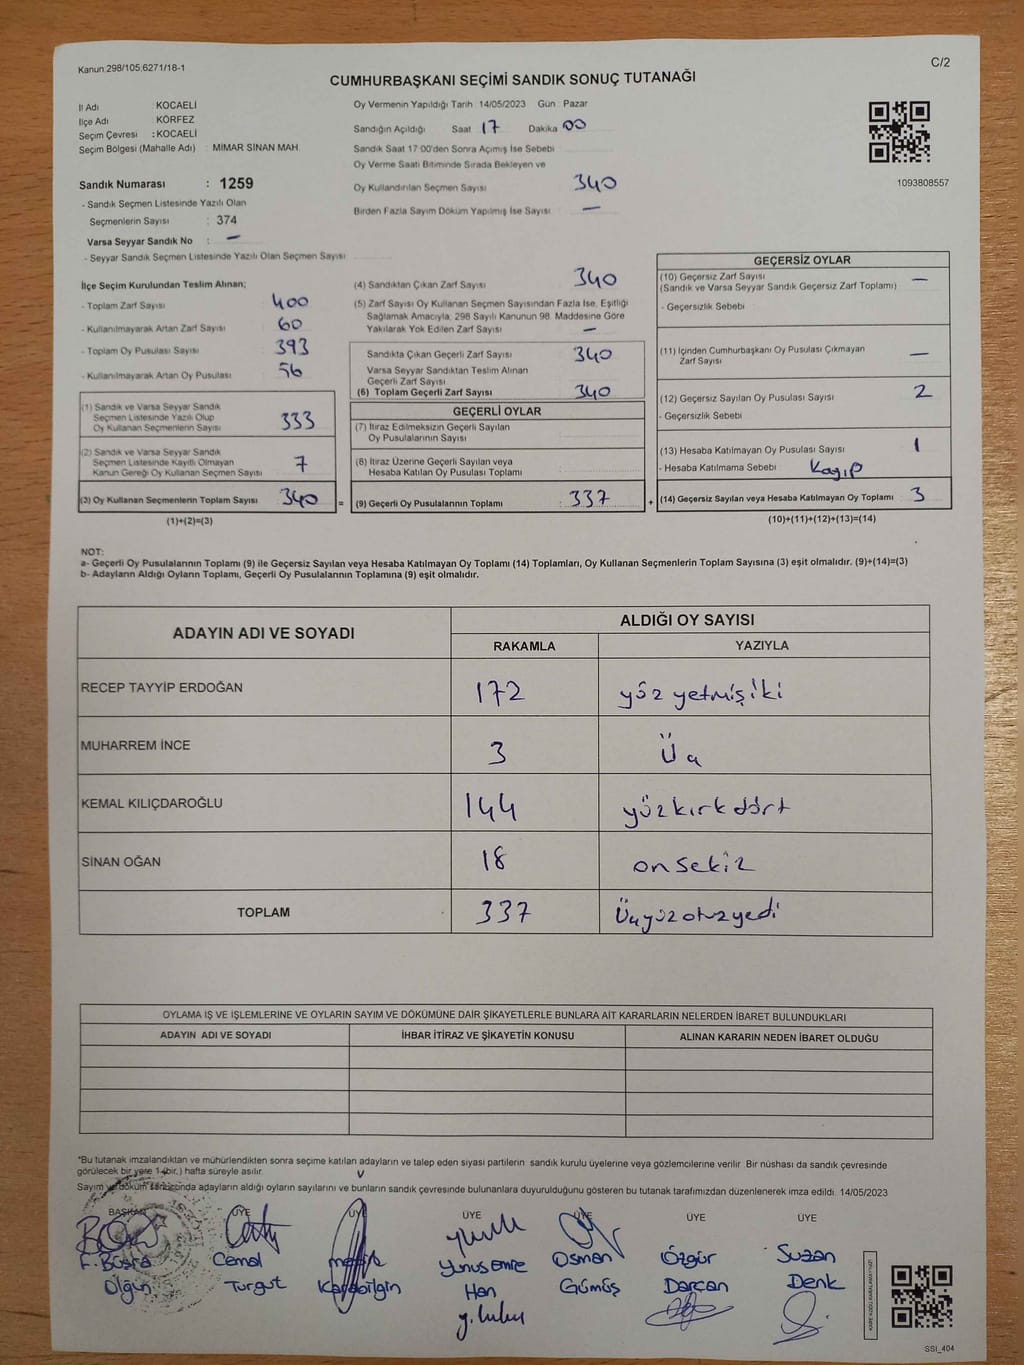 Kanun:298/105,6271/18-1
C/2
CUMHURBAŞKANI SEÇİMİ SANDIK SONUÇ TUTANAĞI
İl Adı KOCAELİ
İlçe Adı KÖRFEZ
Seçim Çevresi :KOCAELİ
Seçim Bölgesi (Mahalle Adı) : MİMAR SİNAN MAH.
Oy Vermenin Yapıldığı Tarih 14/05/2023 Gün Pazar
Sandığın Açıldığı Saat 17 Dakika 00
Sandık Saat 17:00'den Sonra Açımış İse Sebebi
Oy Verme Saati Bitiminde Sırada Bekleyen ve
Oy Kullandırılan Seçmen Sayısı 340
Birden Fazla Sayım Döküm Yapılmış İse Sayısı —
1093808557
Sandık Numarası : 1259
- Sandık Seçmen Listesinde Yazılı Olan
Seçmenlerin Sayısı : 374
Varsa Seyyar Sandık No : —
- Seyyar Sandık Seçmen Listesinde Yazılı Olan Seçmen Sayısı
İlçe Seçim Kurulundan Teslim Alınan;
- Toplam Zarf Sayısı 400
- Kullanılmayarak Artan Zarf Sayısı 60
- Toplam Oy Pusulası Sayısı 393
- Kullanılmayarak Artan Oy Pusulası 56
(1) Sandık ve Varsa Seyyar Sandık
Seçmen Listesinde Yazılı Olup
Oy Kullanan Seçmenlerin Sayısı 333
(2) Sandık ve Varsa Seyyar Sandık
Seçmen Listesinde Kayıtlı Olmayan
Kanun Gereği Oy Kullanan Seçmen Sayısı 7
(3) Oy Kullanan Seçmenlerin Toplam Sayısı 340 =
(1)+(2)=(3)
(4) Sandıktan Çıkan Zarf Sayısı 340
(5) Zarf Sayısı Oy Kullanan Seçmen Sayısından Fazla İse, Eşitliği
Sağlamak Amacıyla, 298 Sayılı Kanunun 98. Maddesine Göre
Yakılarak Yok Edilen Zarf Sayısı —
Sandıkta Çıkan Geçerli Zarf Sayısı 340
Varsa Seyyar Sandıktan Teslim Alınan
Geçerli Zarf Sayısı
(6) Toplam Geçerli Zarf Sayısı 340
GEÇERLİ OYLAR
(7) İtiraz Edilmeksizin Geçerli Sayılan
Oy Pusulalarının Sayısı
(8) İtiraz Üzerine Geçerli Sayılan veya
Hesaba Katılan Oy Pusulası Toplamı
(9) Geçerli Oy Pusulalarının Toplamı : 337 +
GEÇERSİZ OYLAR
(10) Geçersiz Zarf Sayısı —
(Sandık ve Varsa Seyyar Sandık Geçersiz Zarf Toplamı)
- Geçersizlik Sebebi
(11) İçinden Cumhurbaşkanı Oy Pusulası Çıkmayan —
Zarf Sayısı
(12) Geçersiz Sayılan Oy Pusulası Sayısı 2
- Geçersizlik Sebebi
(13) Hesaba Katılmayan Oy Pusulası Sayısı 1
- Hesaba Katılmama Sebebi Kayıp
(14) Geçersiz Sayılan veya Hesaba Katılmayan Oy Toplamı 3
(10)+(11)+(12)+(13)=(14)
NOT:
a- Geçerli Oy Pusulalarının Toplamı (9) ile Geçersiz Sayılan veya Hesaba Katılmayan Oy Toplamı (14) Toplamları, Oy Kullanan Seçmenlerin Toplam Sayısına (3) eşit olmalıdır. (9)+(14)=(3)
b- Adayların Aldığı Oyların Toplamı, Geçerli Oy Pusulalarının Toplamına (9) eşit olmalıdır.
ADAYIN ADI VE SOYADI ALDIĞI OY SAYISI
RAKAMLA YAZIYLA
RECEP TAYYİP ERDOĞAN 172 yüz yetmiş iki
MUHARREM İNCE 3 Üç
KEMAL KILIÇDAROĞLU 144 yüzkırkdört
SİNAN OĞAN 18 onsekiz
TOPLAM 337 Üçyüzotuzyedi
OYLAMA İŞ VE İŞLEMLERİNE VE OYLARIN SAYIM VE DÖKÜMÜNE DAİR ŞİKAYETLERLE BUNLARA AİT KARARLARIN NELERDEN İBARET BULUNDUKLARI
ADAYIN ADI VE SOYADI İHBAR İTİRAZ VE ŞİKAYETİN KONUSU ALINAN KARARIN NEDEN İBARET OLDUĞU
*Bu tutanak imzalandıktan ve mühürlendikten sonra seçime katılan adayların ve talep eden siyasi partilerin sandık kurulu üyelerine veya gözlemcilerine verilir. Bir nüshası da sandık çevresinde
görülecek bir yere 1 (bir) hafta süreyle asılır.
Sayım ve döküm sonucunda adayların aldığı oyların sayılarını ve bunların sandık çevresinde bulunanlara duyurulduğunu gösteren bu tutanak tarafımızdan düzenlenerek imza edildi. 14/05/2023
BAŞKAN ÜYE ÜYE ÜYE ÜYE ÜYE ÜYE
F. Büşra Cemal Yunus emre Osman Özgür Suzan
Olğun Turgut Karabilgin Han Gümüş Darcan Denk
SSI_404